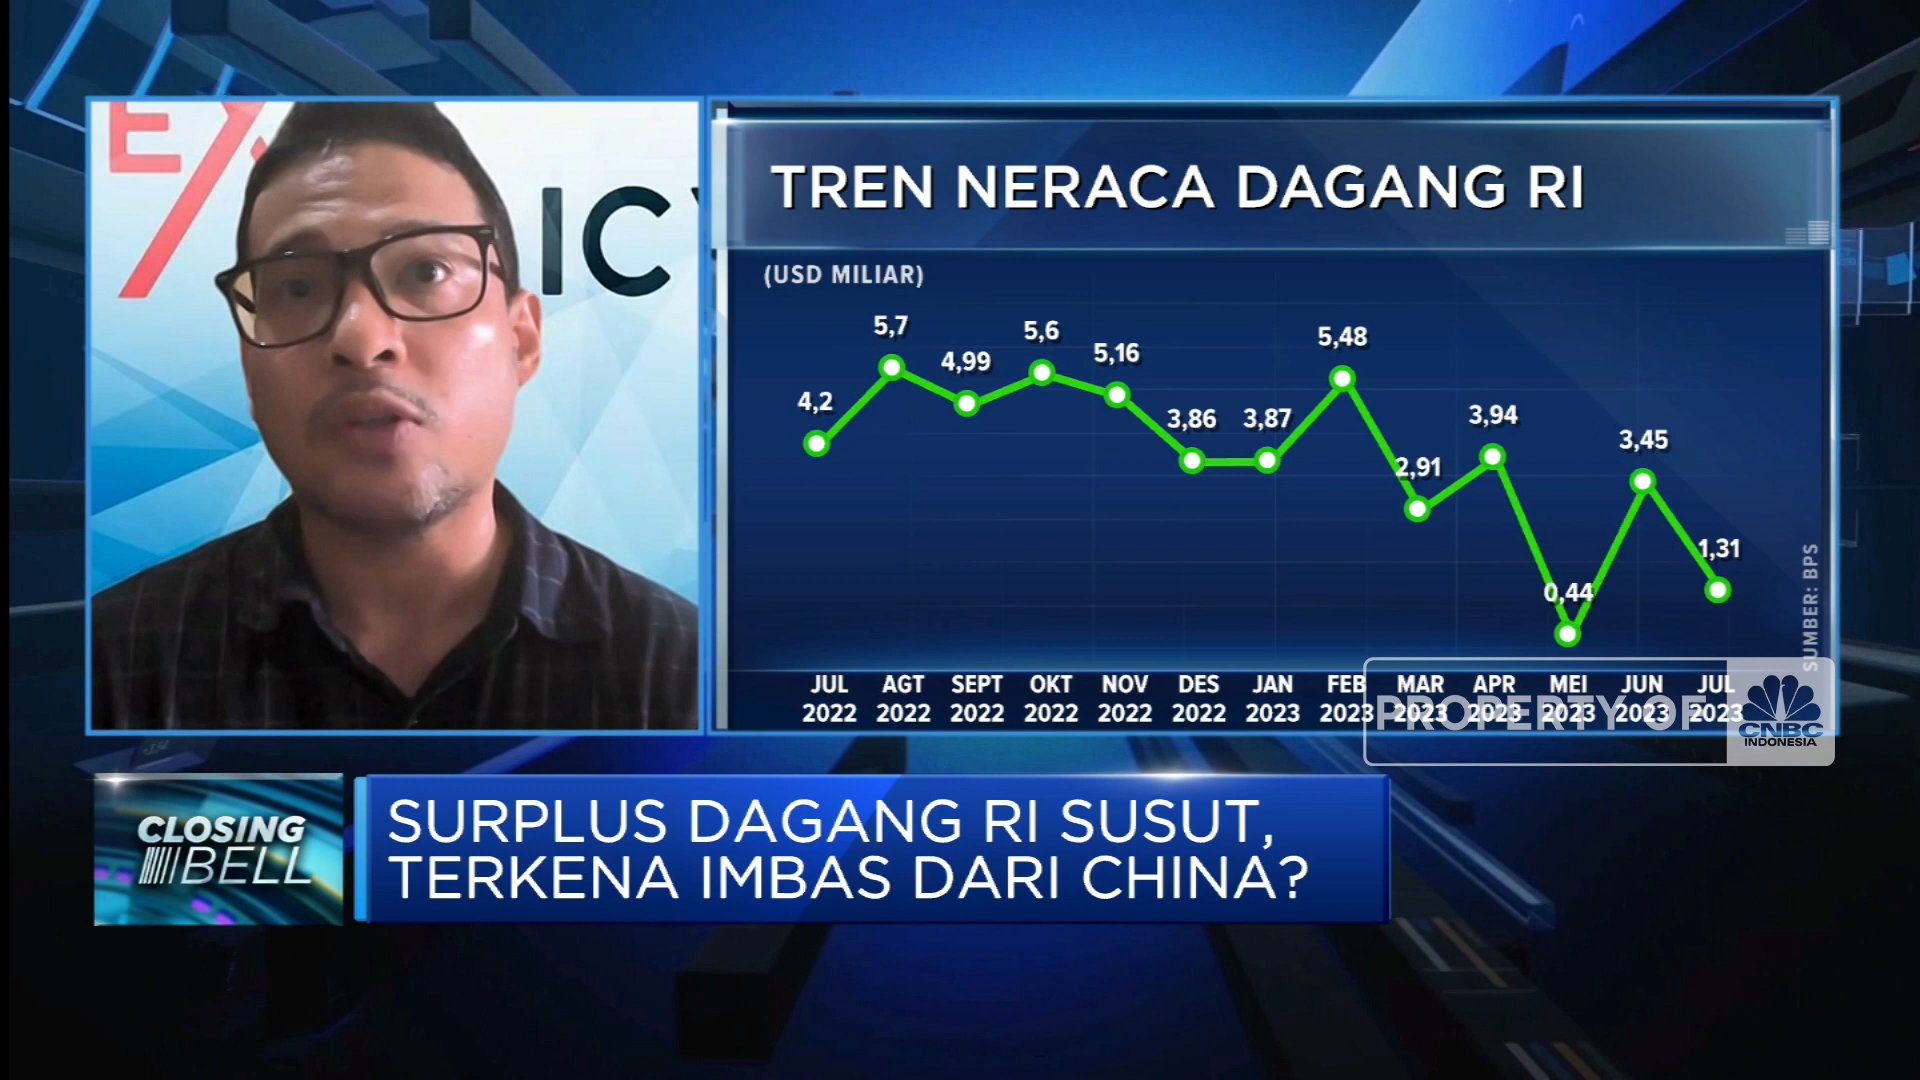 TREN NERACA DAGANG RI
(USD MILIAR)
4,2
5,7
4,99
5,6
5,16
3,86
3,87
5,48
2,91
3,94
0,44
3,45
1,31
JUL 2022
AGT 2022
SEPT 2022
OKT 2022
NOV 2022
DES 2022
JAN 2023
FEB 2023
MAR 2023
APR 2023
MEI 2023
JUN 2023
JUL 2023
SUMBER: BPS
PROPERTY OF
CNBC
INDONESIA
CLOSING
BELL
SURPLUS DAGANG RI SUSUT,
TERKENA IMBAS DARI CHINA?